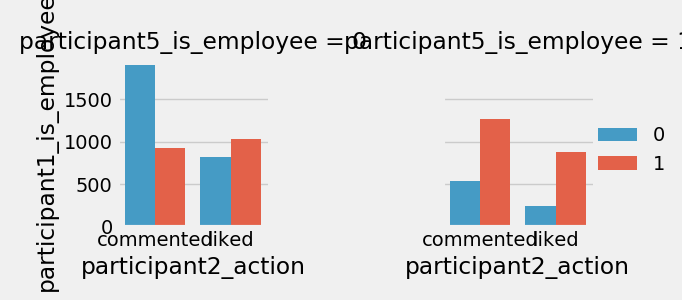 participant5_is_employee = 0
participant5_is_employee = 1
participant1_is_employee
1500
1000
500
0
commented
liked
commented
liked
participant2_action
participant2_action
0
1